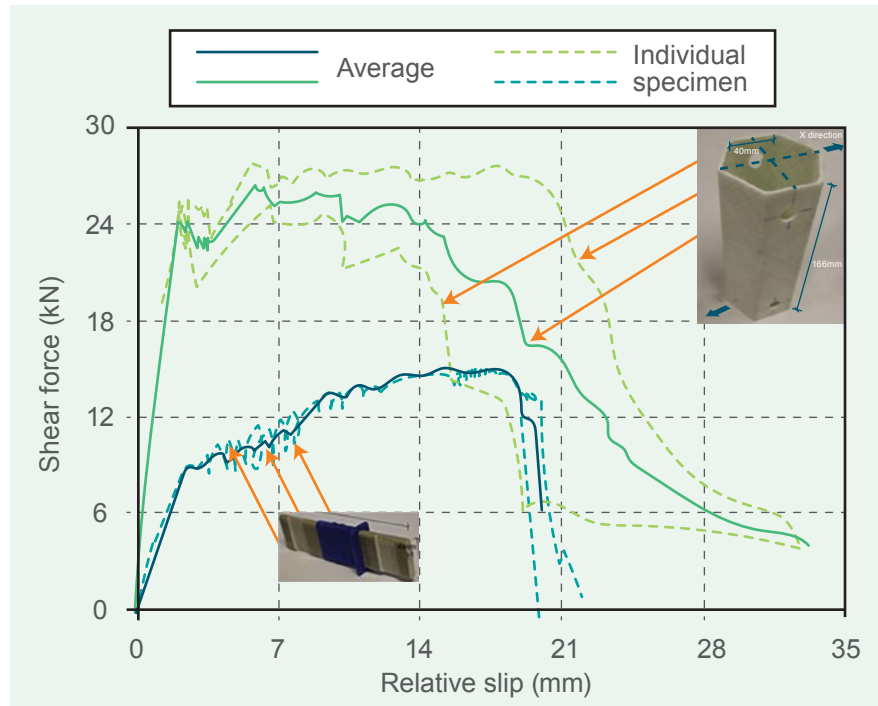 Average
Individual
specimen
Shear force (kN)
30
24
18
12
6
0
X direction
40mm
166mm
0
7
14
21
28
35
Relative slip (mm)